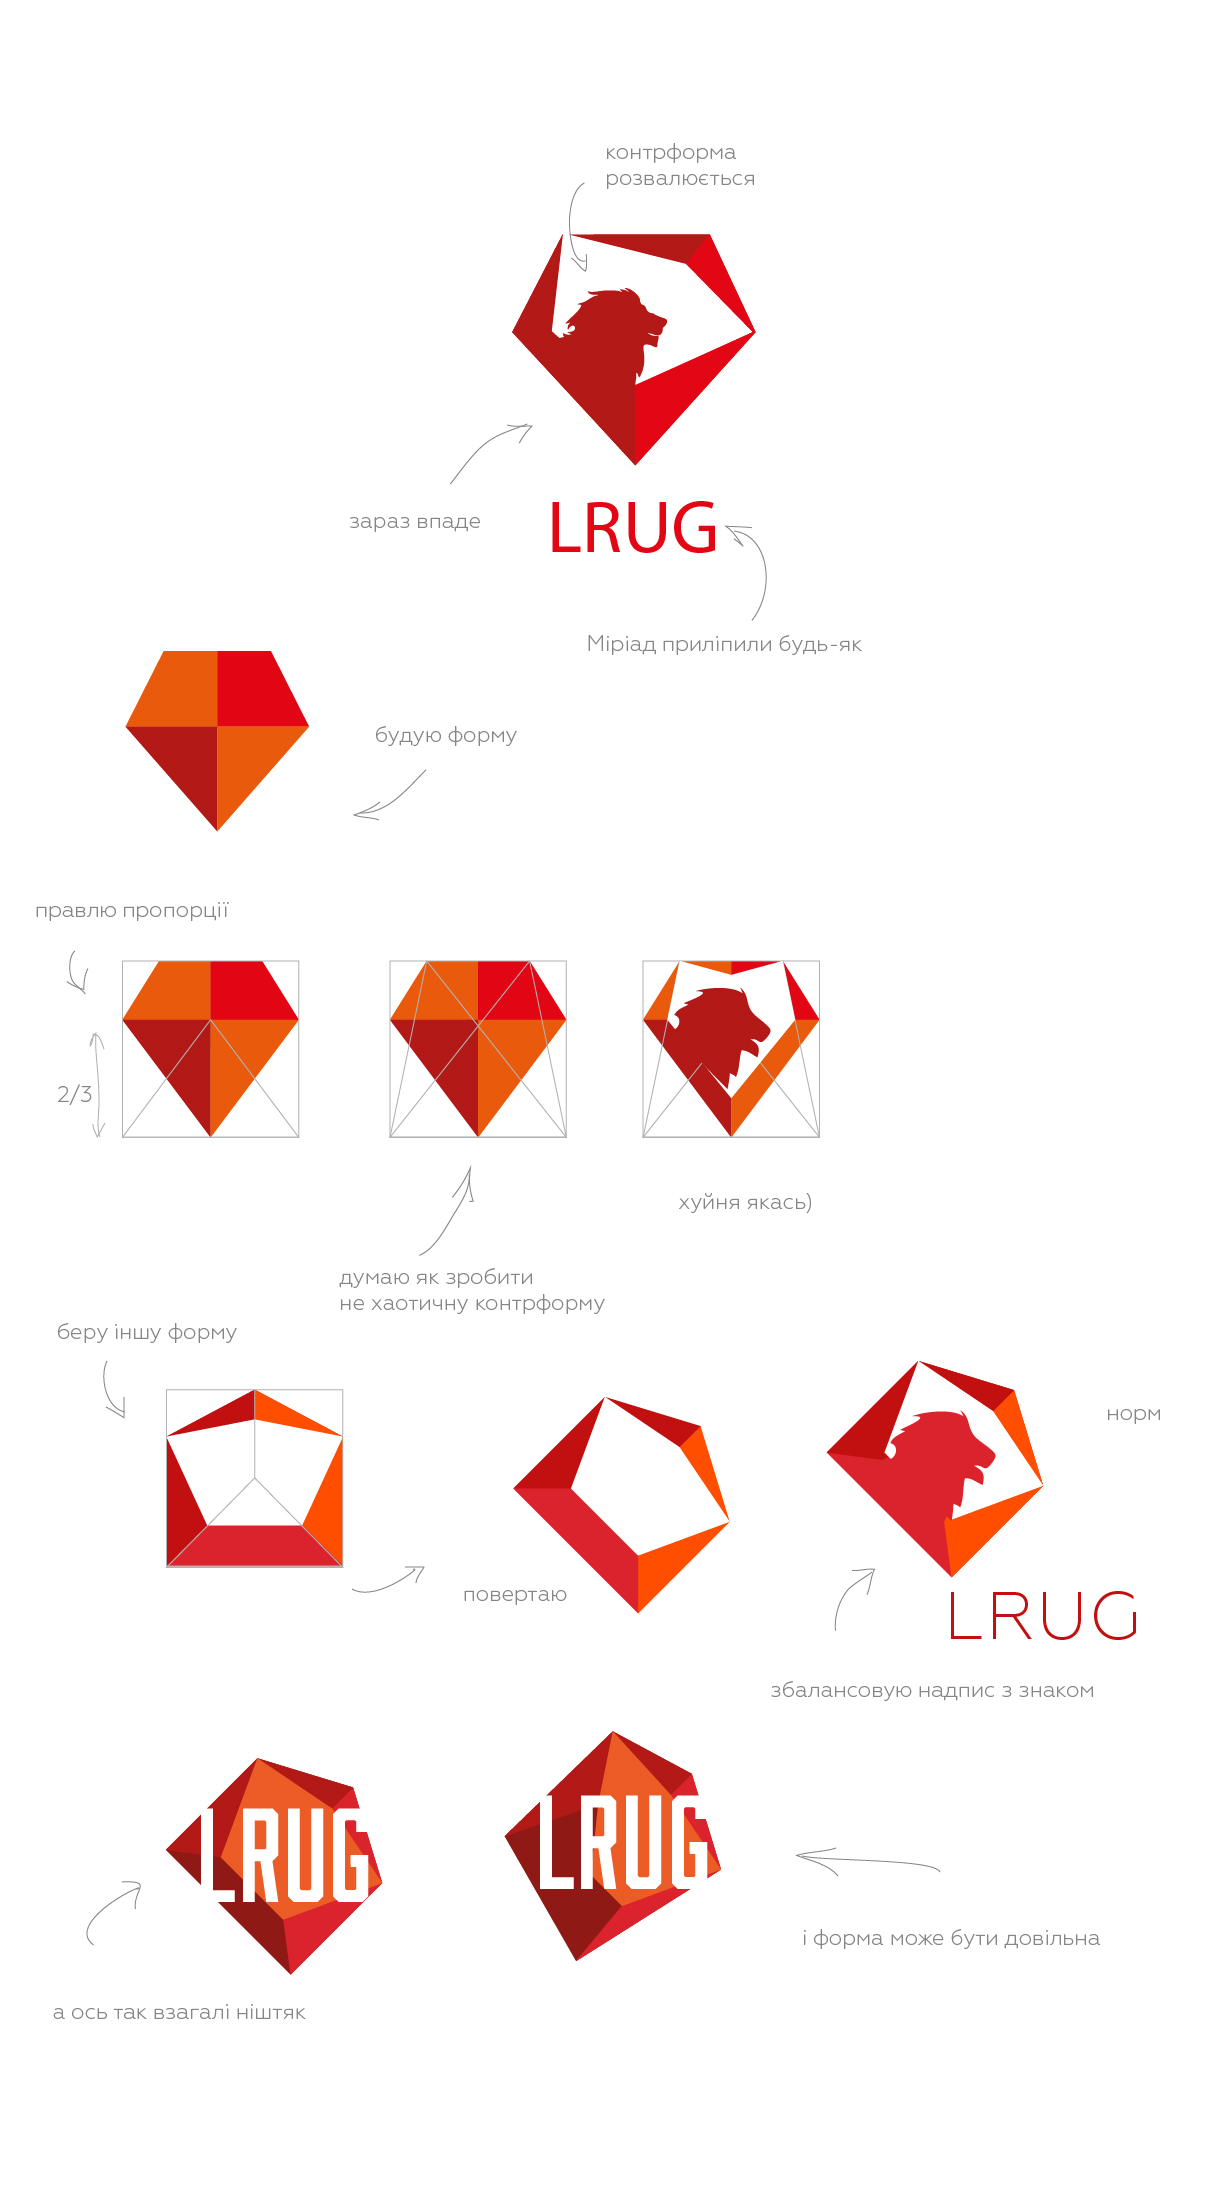 контрформа
розвалюється
зараз впаде
LRUG
Міріад приліпили будь-як
будую форму
правлю пропорції
2/3
хуйня якась)
думаю як зробити
не хаотичну контрформу
беру іншу форму
норм
повертаю
LRUG
збалансовую надпис з знаком
LRUG
LRUG
і форма може бути довільна
а ось так взагалі ніштяк